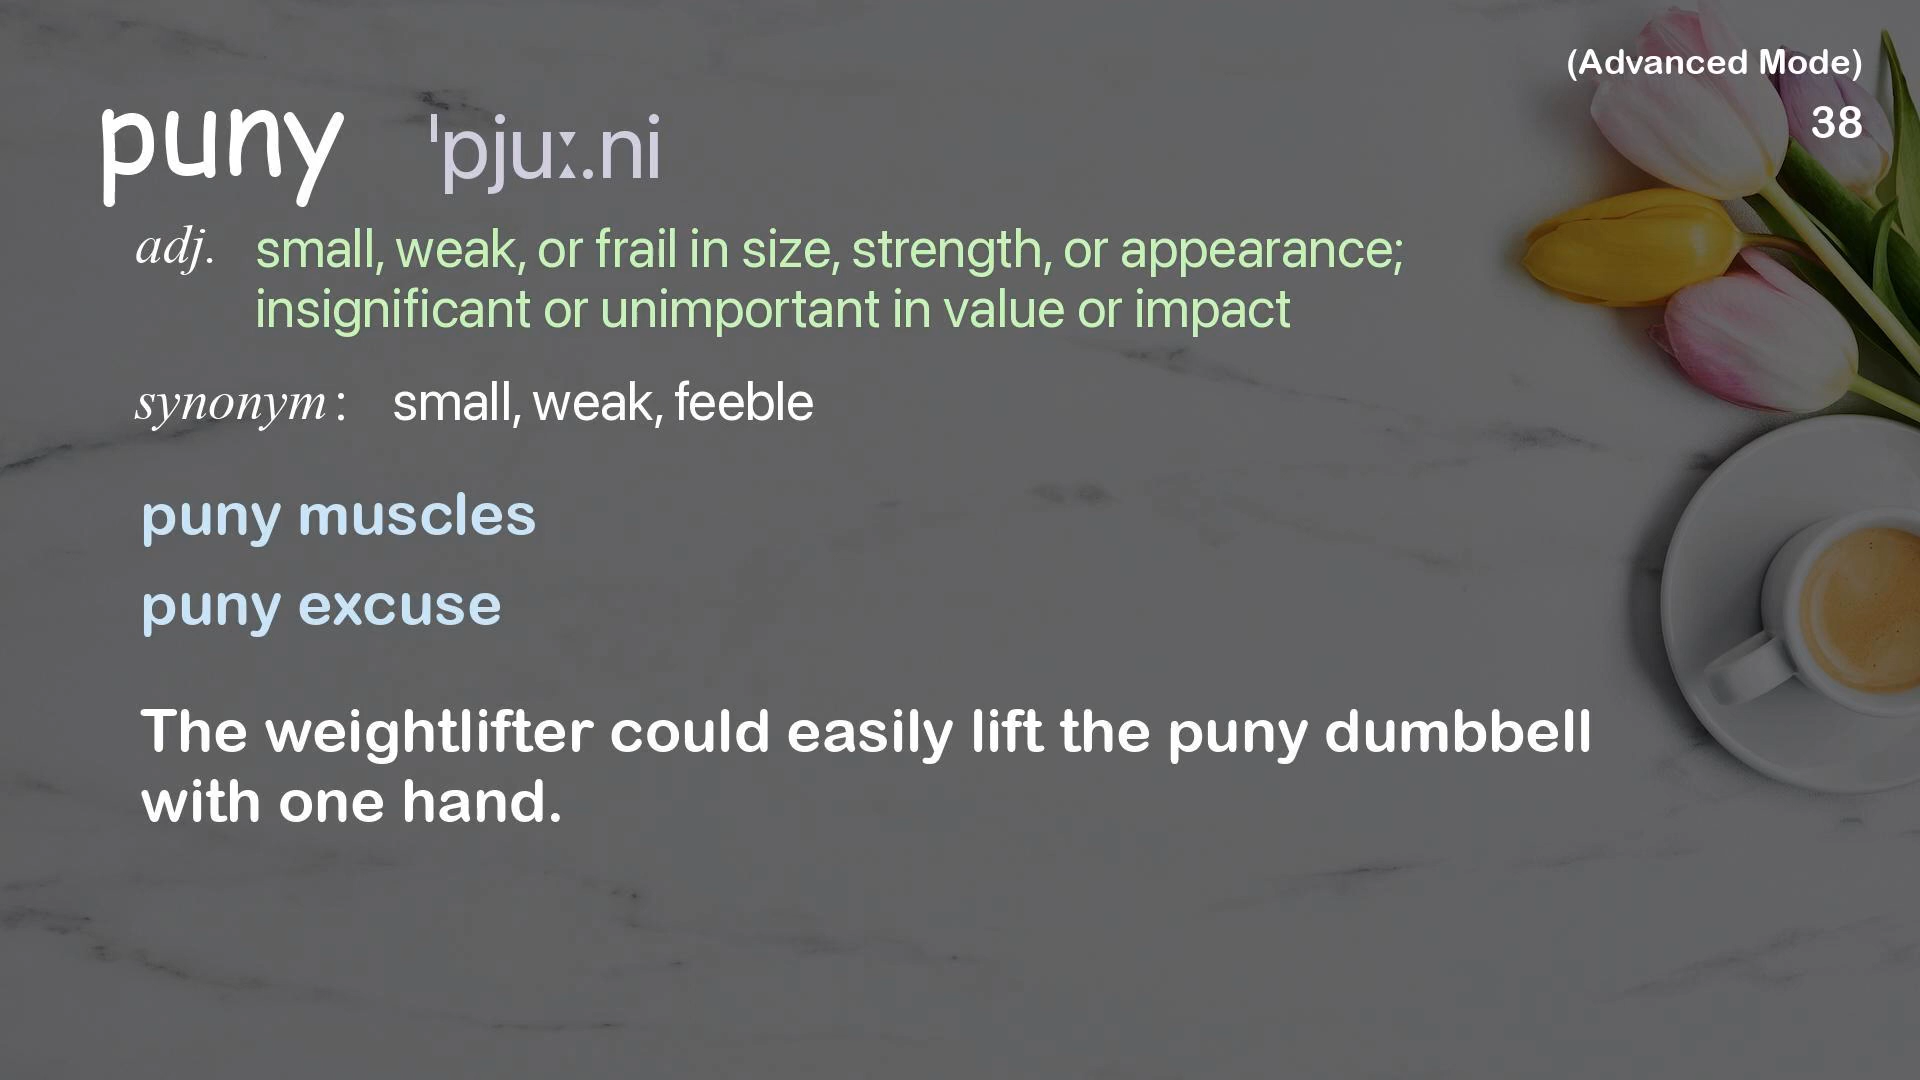 (Advanced Mode)
38
puny ˈpjuː.ni
adj. small, weak, or frail in size, strength, or appearance;
insignificant or unimportant in value or impact
synonym: small, weak, feeble
puny muscles
puny excuse
The weightlifter could easily lift the puny dumbbell
with one hand.